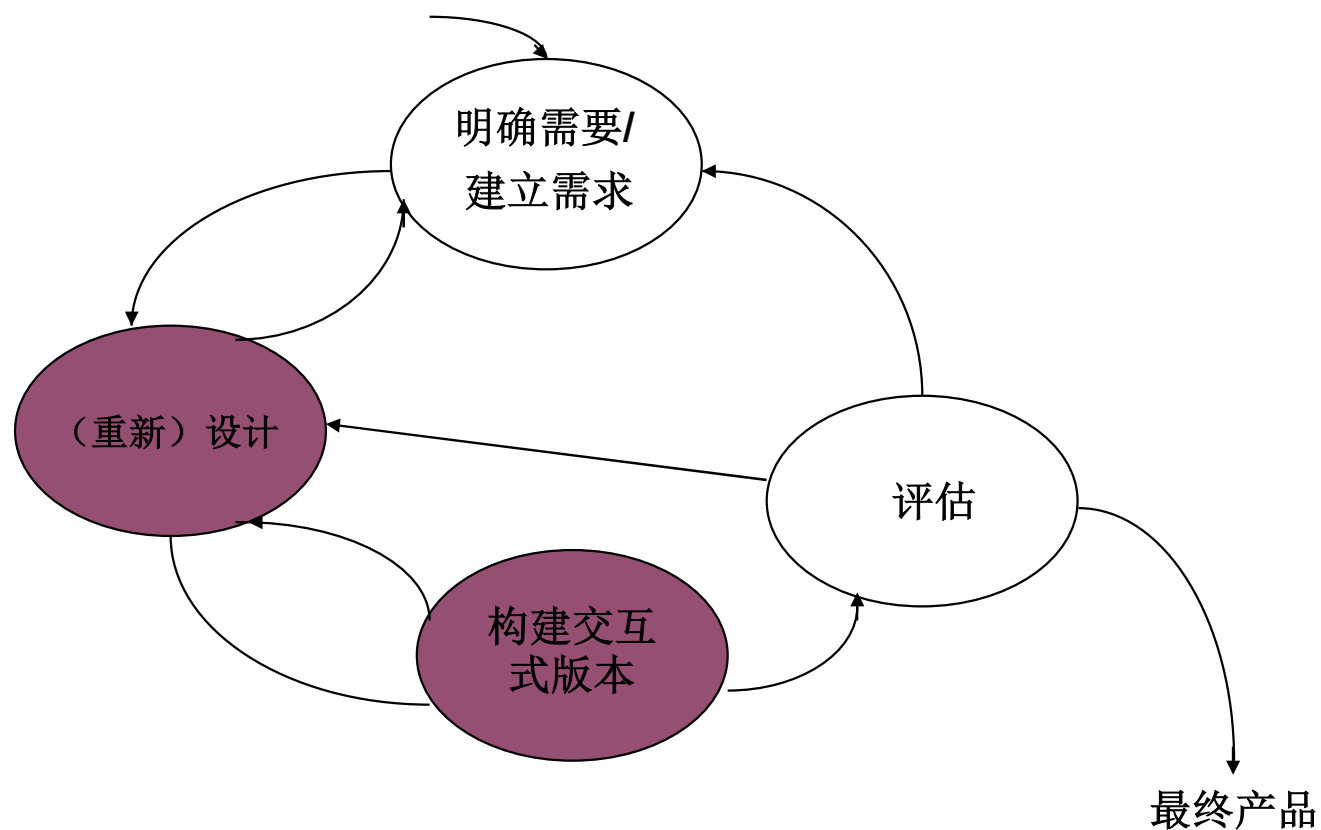 明确需要/
建立需求
（重新）设计
评估
构建交互
式版本
最终产品